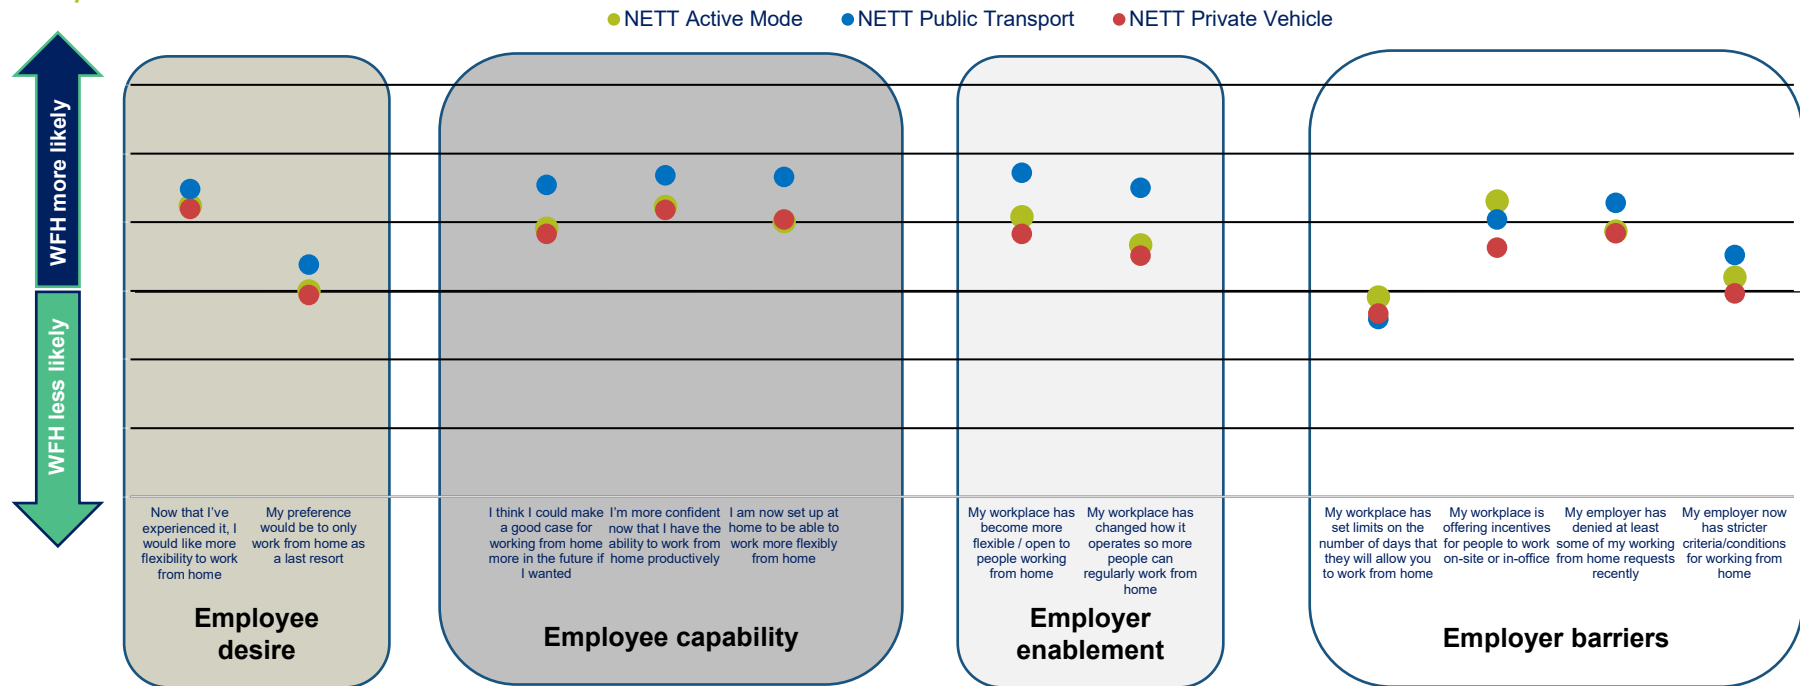 NETT Active Mode
NETT Public Transport
NETT Private Vehicle
WFH more likely
WFH less likely
Now that I've
experienced it, I
would like more
flexibility to work
from home
My preference
would be to only
work from home as
a last resort
Employee
desire
I think I could make
a good case for
working from home
more in the future if
I wanted
I'm more confident
now that I have the
ability to work from
home productively
I am now set up at
home to be able to
work more flexibly
from home
Employee capability
My workplace has
become more
flexible / open to
people working
from home
My workplace has
changed how it
operates so more
people can
regularly work from
home
Employer
enablement
My workplace has
set limits on the
number of days that
they will allow you
to work from home
My workplace is
offering incentives
for people to work
on-site or in-office
My employer has
denied at least
some of my working
from home requests
recently
My employer now
has stricter
criteria/conditions
for working from
home
Employer barriers